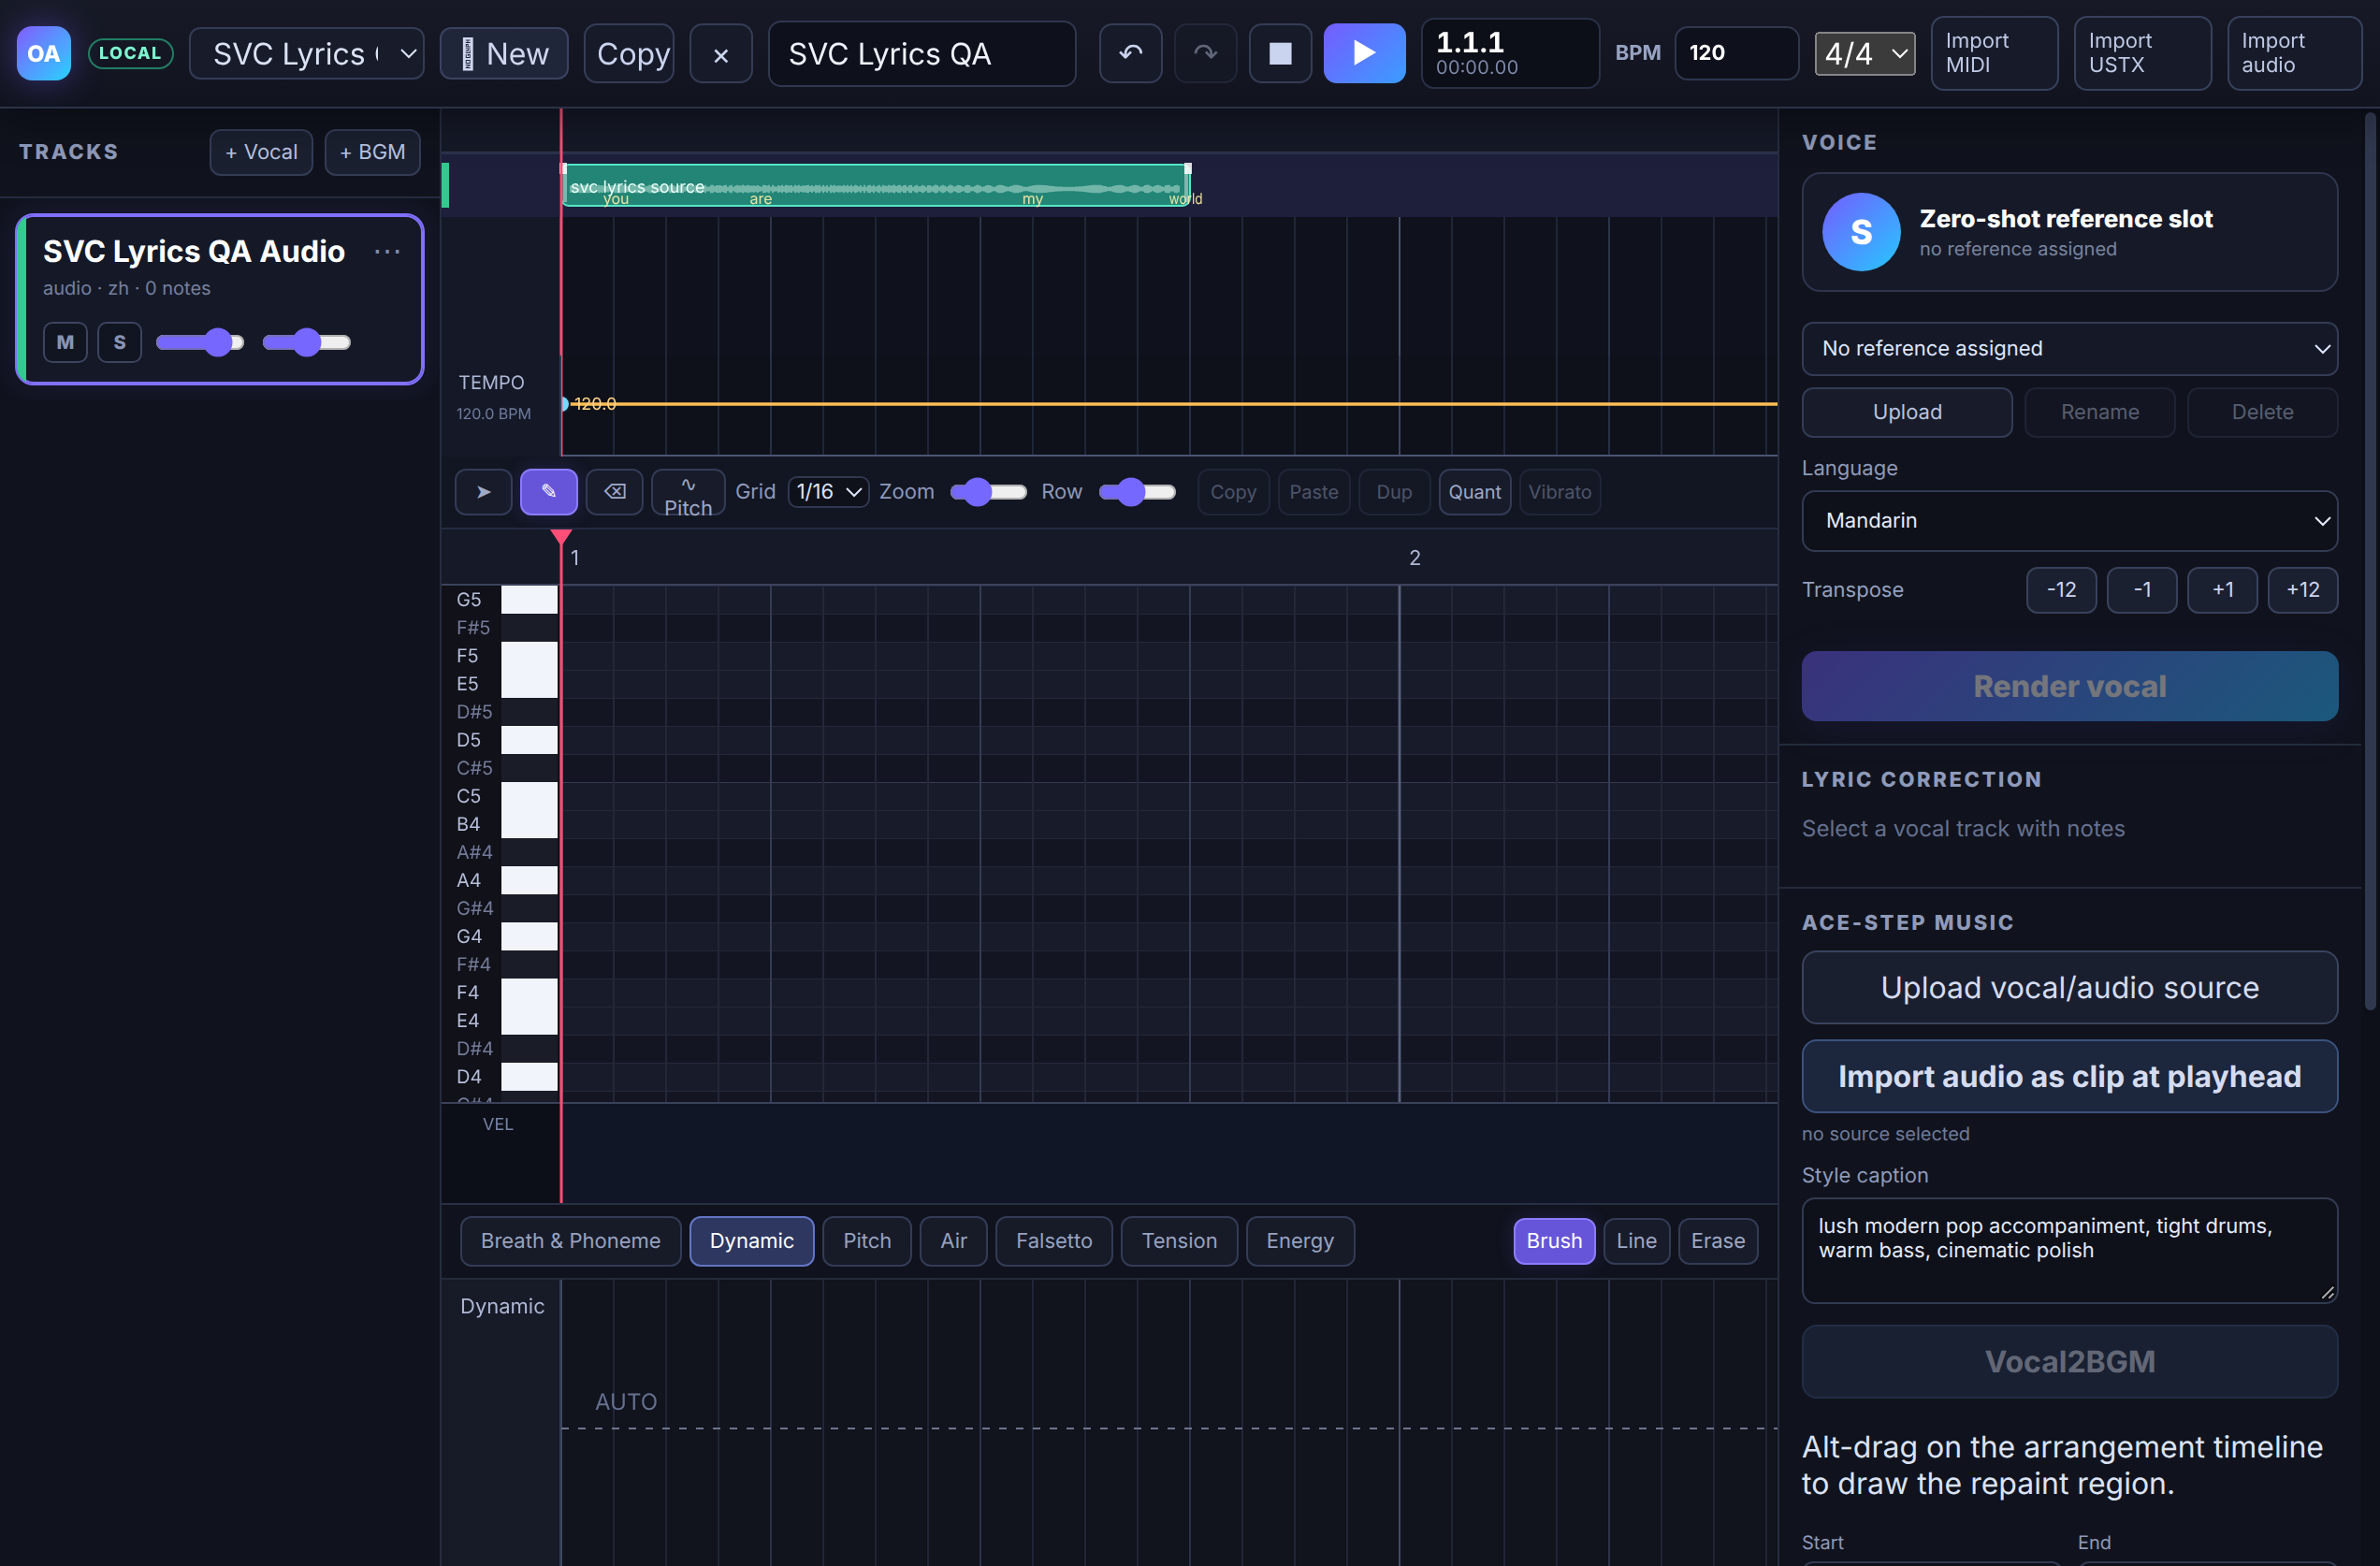 OA
LOCAL
SVC Lyrics
New
Copy
×
SVC Lyrics QA
1.1.1
00:00.00
BPM
120
4/4
Import
MIDI
Import
USTX
Import
audio
TRACKS
+ Vocal
+ BGM
SVC Lyrics QA Audio
...
audio · zh · 0 notes
M
S
svc lyrics source
you
are
my
world
TEMPO
120.0 BPM
120.0
Pitch
Grid
1/16
Zoom
Row
Copy
Paste
Dup
Quant
Vibrato
1
2
G5
F#5
F5
E5
D#5
D5
C#5
C5
B4
A#4
A4
G#4
G4
F#4
F4
E4
D#4
D4
VEL
Breath & Phoneme
Dynamic
Pitch
Air
Falsetto
Tension
Energy
Brush
Line
Erase
Dynamic
AUTO
VOICE
S
Zero-shot reference slot
no reference assigned
No reference assigned
Upload
Rename
Delete
Language
Mandarin
Transpose
-12
-1
+1
+12
Render vocal
LYRIC CORRECTION
Select a vocal track with notes
ACE-STEP MUSIC
Upload vocal/audio source
Import audio as clip at playhead
no source selected
Style caption
lush modern pop accompaniment, tight drums,
warm bass, cinematic polish
Vocal2BGM
Alt-drag on the arrangement timeline
to draw the repaint region.
Start
End